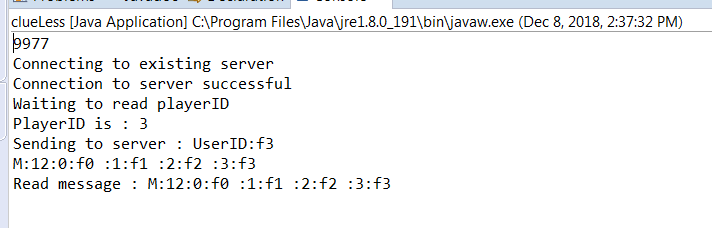 clueLess [Java Application] C:\Program Files\Java\jre1.8.0_191\bin\javaw.exe (Dec 8, 2018, 2:37:32 PM)
9977
Connecting to existing server
Connection to server successful
Waiting to read playerID
PlayerID is : 3
Sending to server : UserID:f3
M:12:0:f0 :1:f1 :2:f2 :3:f3
Read message : M:12:0:f0 :1:f1 :2:f2 :3:f3